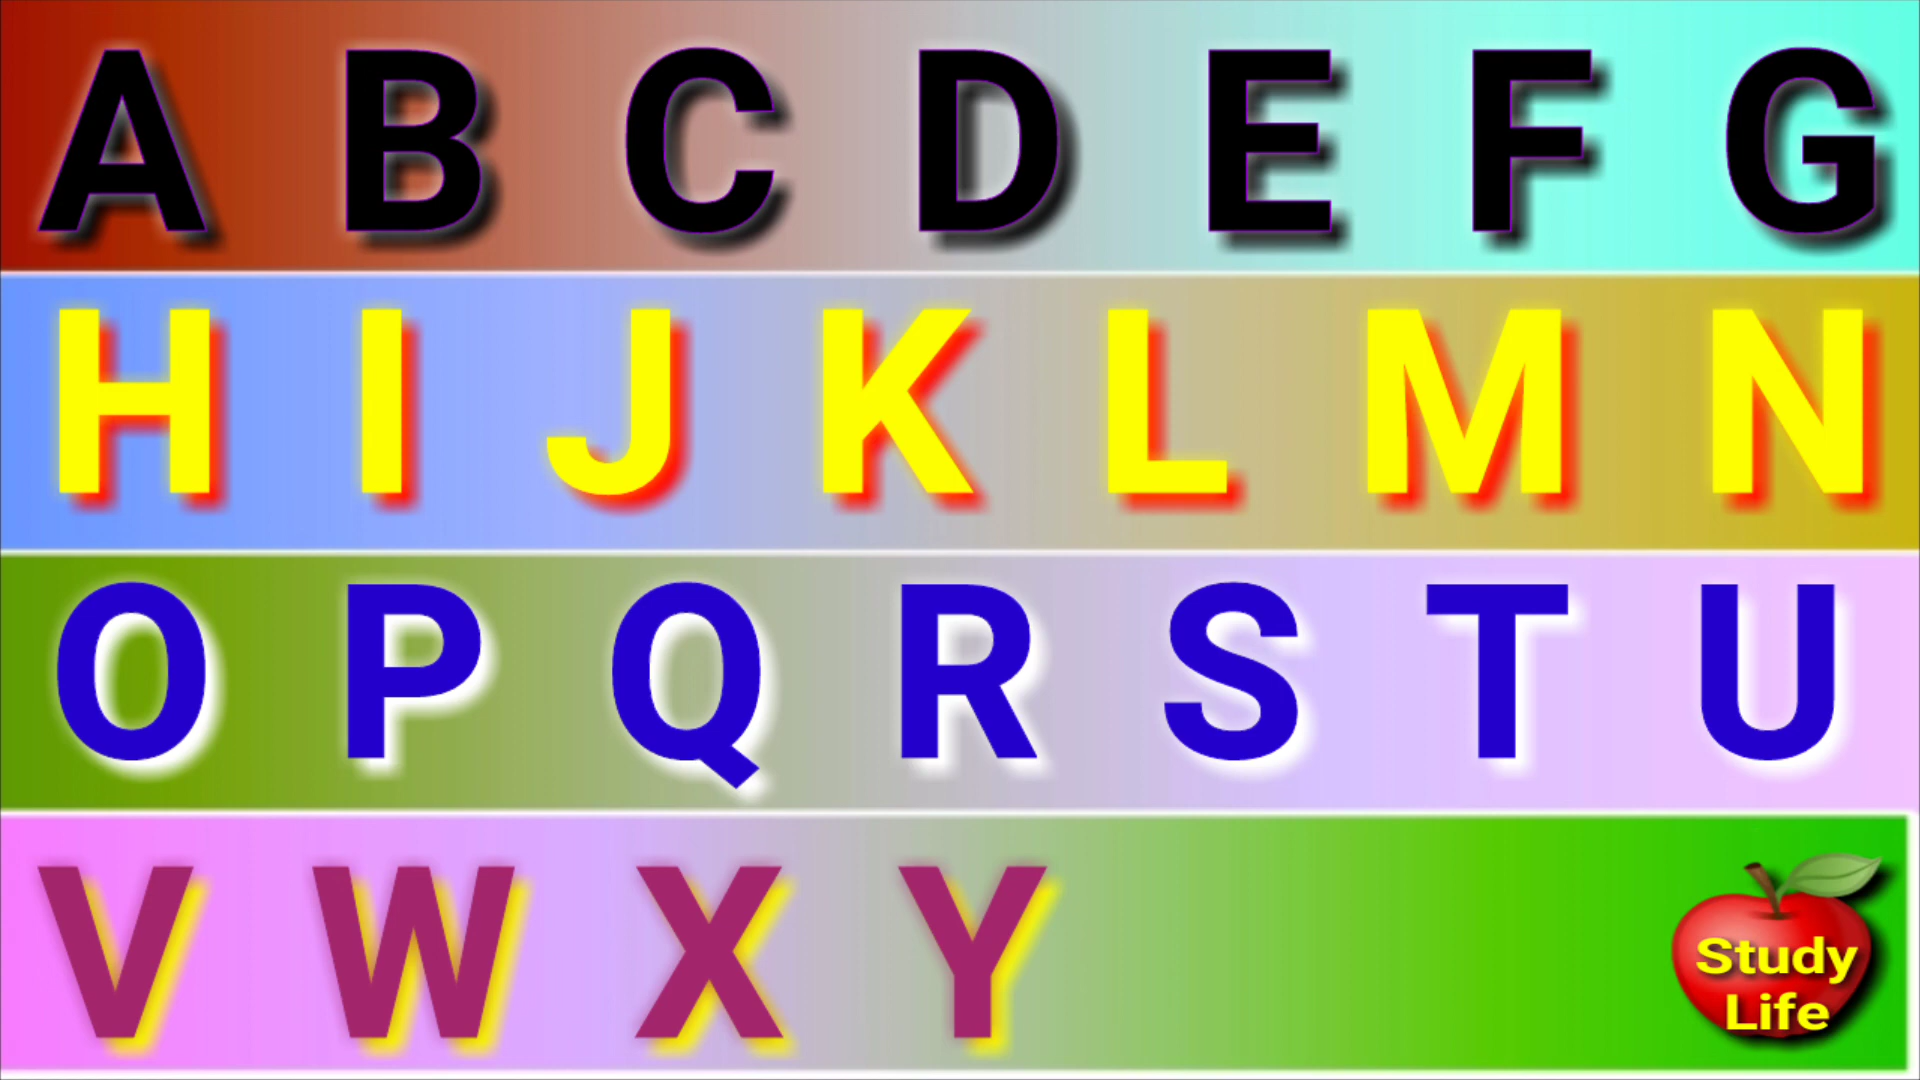 A B C D E F G
H I J K L M N
O P Q R S T U
V W X Y
Study
Life